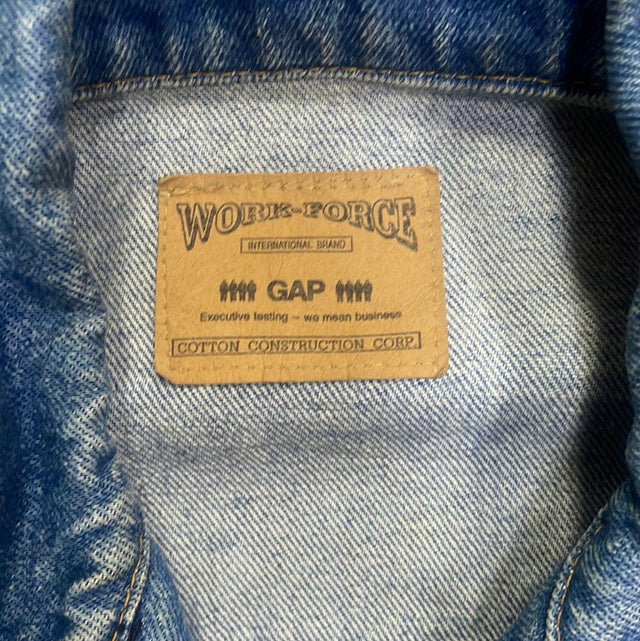 WORK-FORCE
INTERNATIONAL BRAND
GAP
Executive testing – we mean business
COTTON CONSTRUCTION CORP.